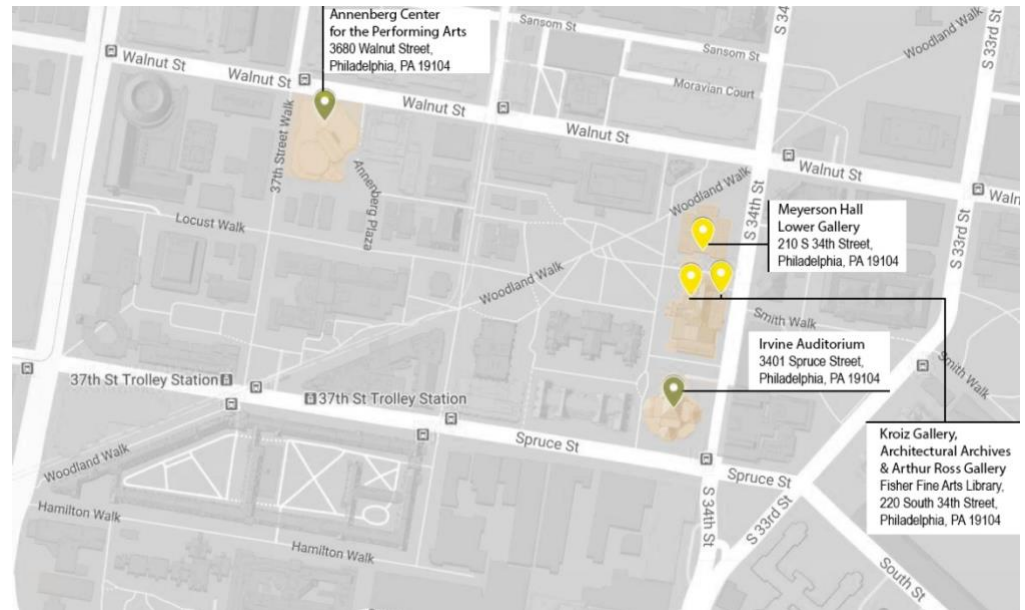 Annenberg Center
for the Performing Arts
3680 Walnut Street,
Philadelphia, PA 19104
Sansom St
Sansom St
Moravian Court
S 34
Woodland Walk
S 33rd St
Walnut St
Walnut St
Walnut St
Walnut St
Walnut St
Waln
37th Street Walk
Annenberg Plaza
Locust Walk
Woodland Walk
Woodland Walk
S 34th St
S 33rd St
Meyerson Hall
Lower Gallery
210 S 34th Street,
Philadelphia, PA 19104
Smith Walk
Smith Walk
Irvine Auditorium
3401 Spruce Street,
Philadelphia, PA 19104
37th St Trolley Station
37th St Trolley Station
Spruce St
Spruce St
Kroiz Gallery,
Architectural Archives
& Arthur Ross Gallery
Fisher Fine Arts Library,
220 South 34th Street,
Philadelphia, PA 19104
Woodland Walk
Hamilton Walk
Hamilton Walk
S 34th St
S 33rd St
South St